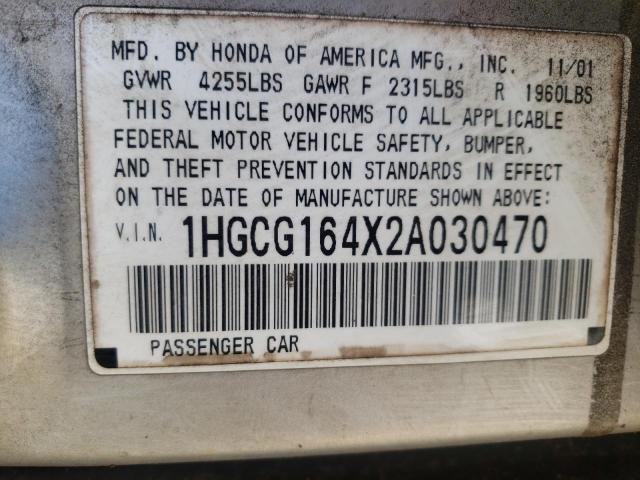 MFD. BY HONDA OF AMERICA MFG., INC. 11/01
GVWR 4255LBS GAWR F 2315LBS R 1960LBS
THIS VEHICLE CONFORMS TO ALL APPLICABLE
FEDERAL MOTOR VEHICLE SAFETY, BUMPER,
AND THEFT PREVENTION STANDARDS IN EFFECT
ON THE DATE OF MANUFACTURE SHOWN ABOVE:
V.I.N. 1HGCG164X2A030470
PASSENGER CAR